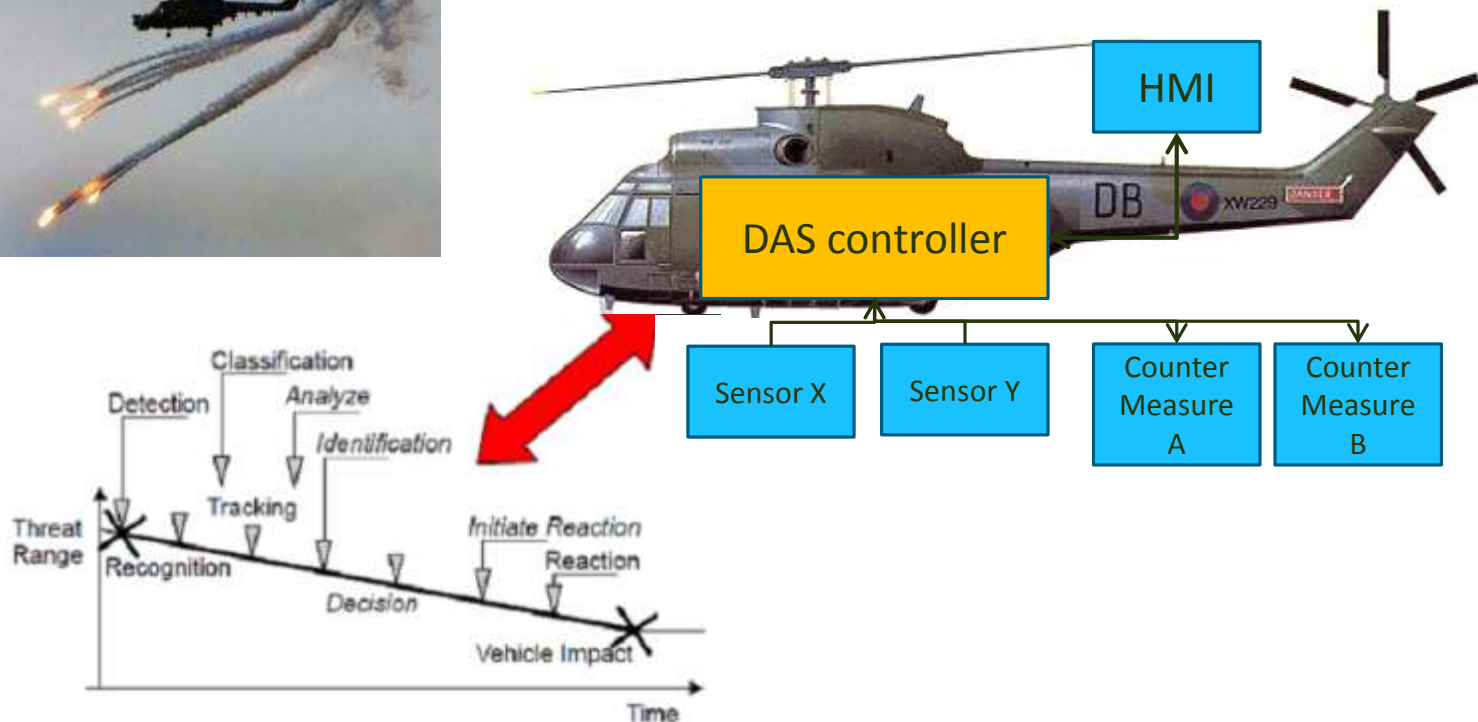 HMI
DB
XW229
DANGER
DAS controller
Sensor X
Sensor Y
Counter
Measure
A
Counter
Measure
B
Classification
Detection
Analyze
Identification
Tracking
Threat
Range
Initiate Reaction
Recognition
Reaction
Decision
Vehicle Impact
Time